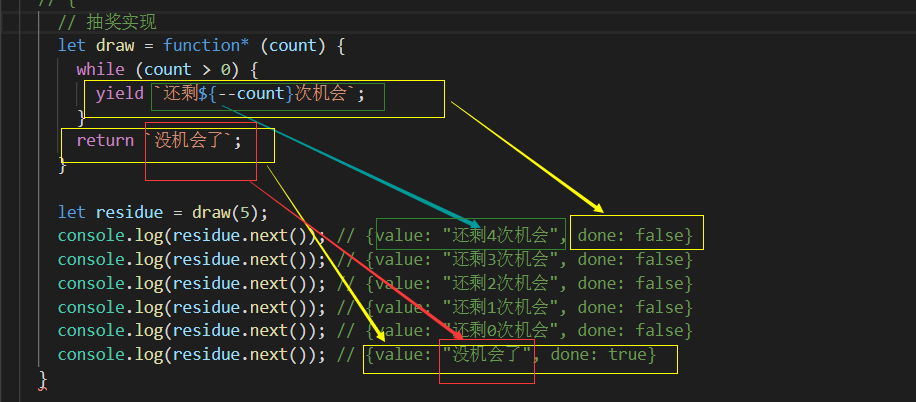 // {
// 抽奖实现
let draw = function* (count) {
while (count > 0) {
yield `还剩${--count}次机会`;
}
return `没机会了`;
}
let residue = draw(5);
console.log(residue.next()); // {value: "还剩4次机会", done: false}
console.log(residue.next()); // {value: "还剩3次机会", done: false}
console.log(residue.next()); // {value: "还剩2次机会", done: false}
console.log(residue.next()); // {value: "还剩1次机会", done: false}
console.log(residue.next()); // {value: "还剩0次机会", done: false}
console.log(residue.next()); // {value: "没机会了", done: true}
}